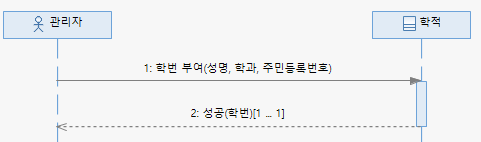 관리자
학적
1: 학번 부여(성명, 학과, 주민등록번호)
2: 성공(학번)[1 ... 1]